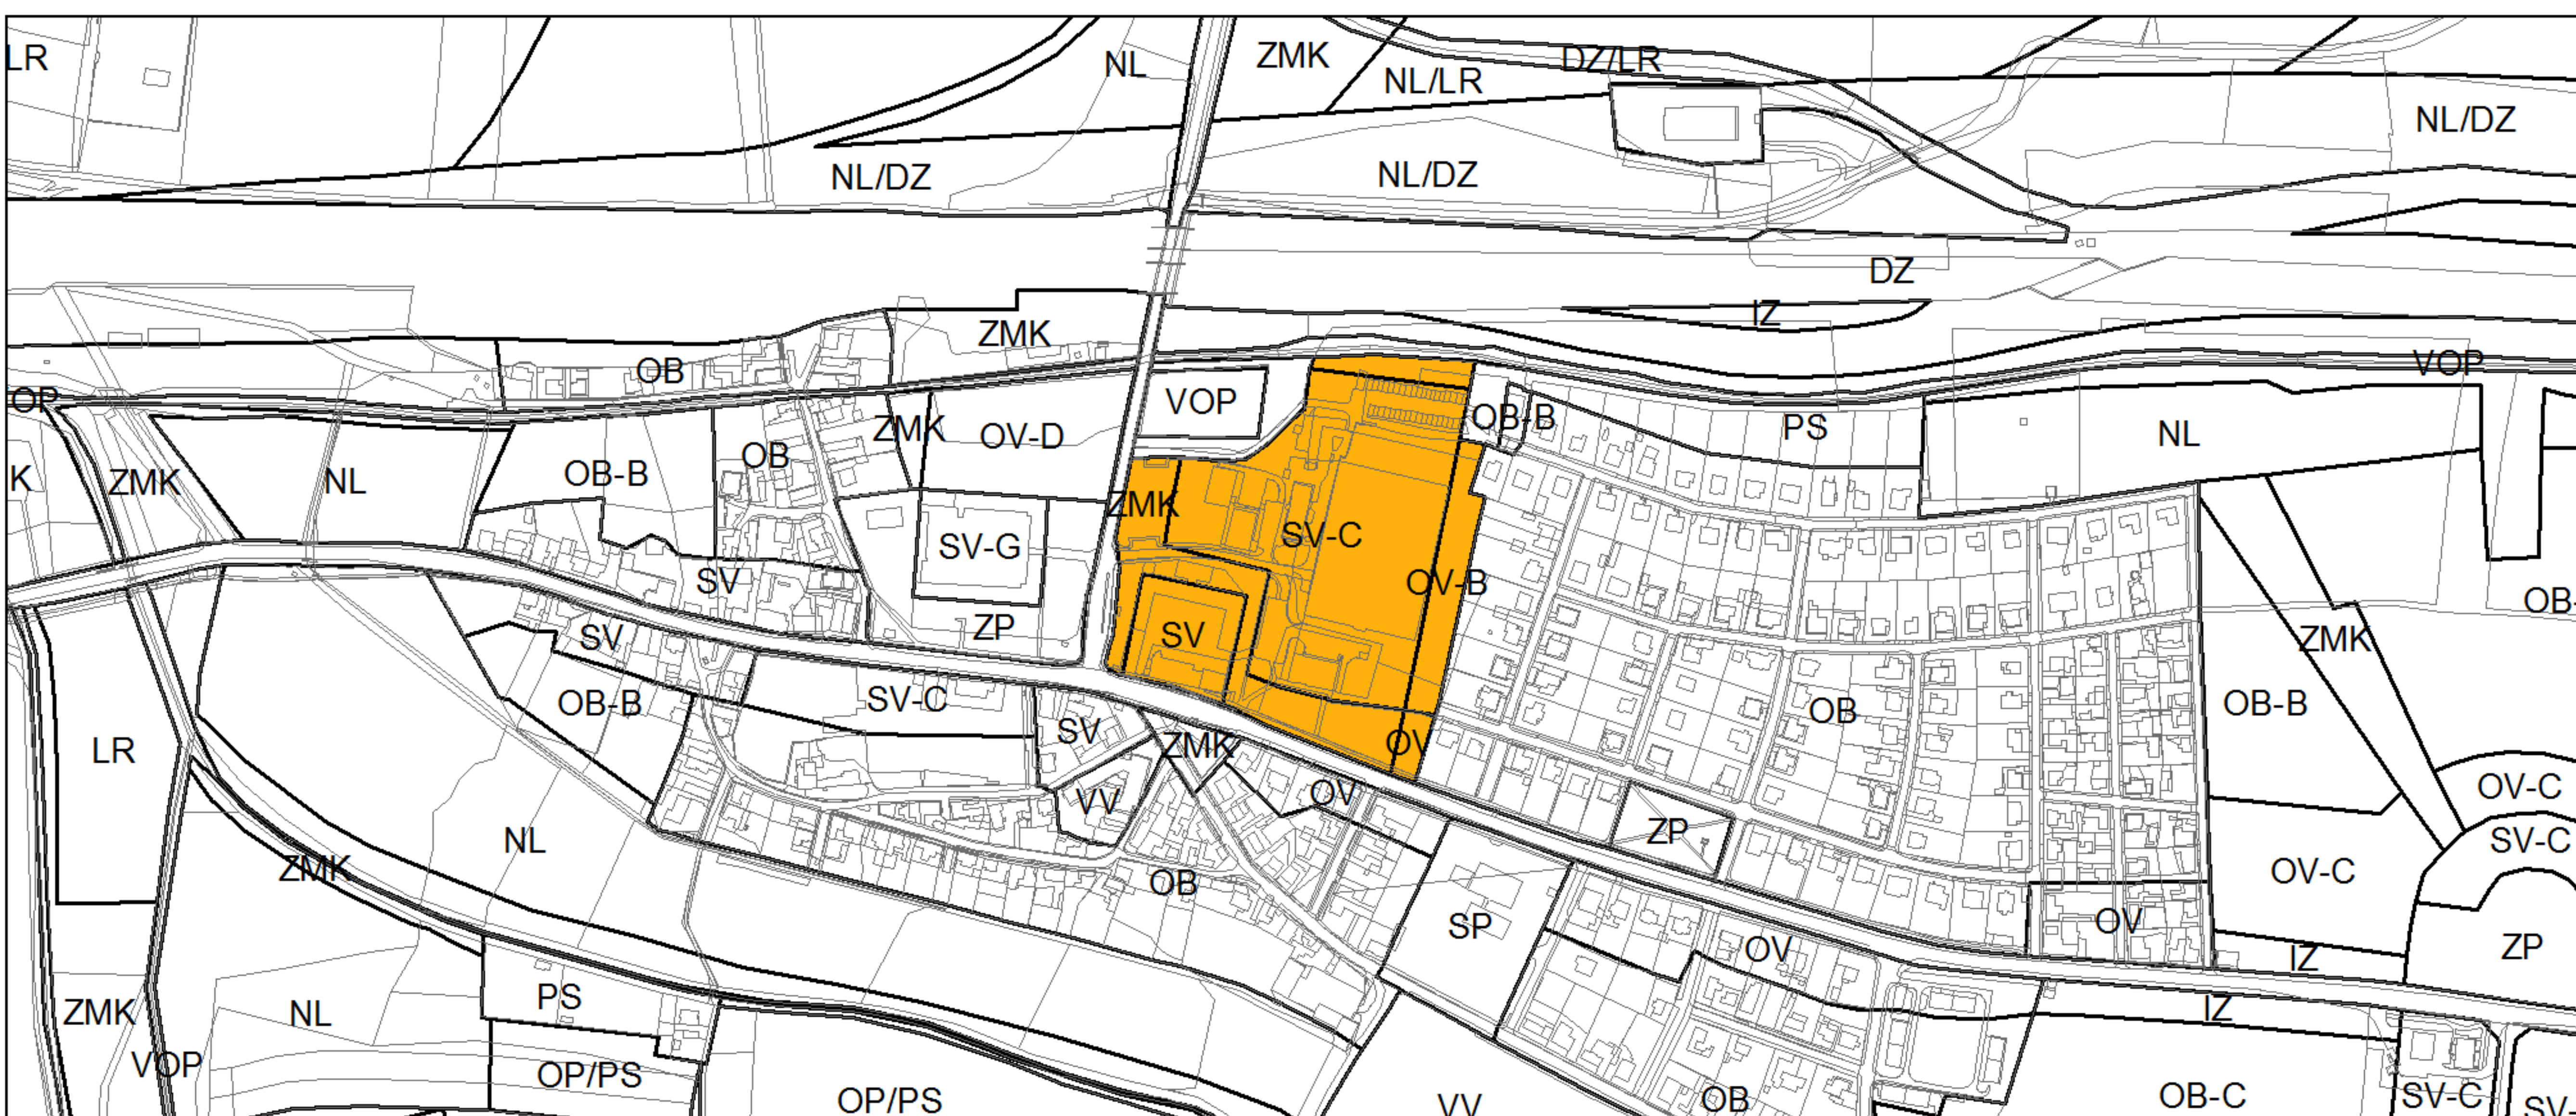 LR
NL
ZMK
NL/LR
DZ/LR
NL/DZ
NL/DZ
NL/DZ
DZ
IZ
ZMK
OB
VOP
OP
VOP
ZMK
OV-D
OB-B
PS
NL
K
ZMK
NL
OB-B
OB
ZMK
SV-C
SV-G
SV
OV-B
OB-
SV
ZP
SV
ZMK
OB-B
SV-C
SV
OB
OB-B
LR
ZMK
OV
VV
OV
OV-C
NL
ZP
SV-C
ZMK
OB
OV-C
SP
OV
OV
ZP
IZ
PS
ZMK
NL
IZ
VOP
OP/PS
OP/PS
VV
OB
OB-C
SV-C
SV-